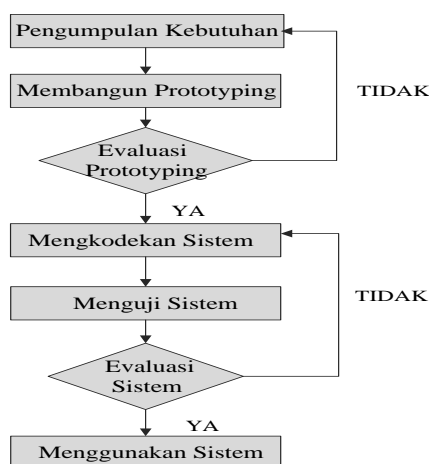 Pengumpulan Kebutuhan
Membangun Prototyping
TIDAK
Evaluasi
Prototyping
YA
Mengkodekan Sistem
Menguji Sistem
TIDAK
Evaluasi
Sistem
YA
Menggunakan Sistem